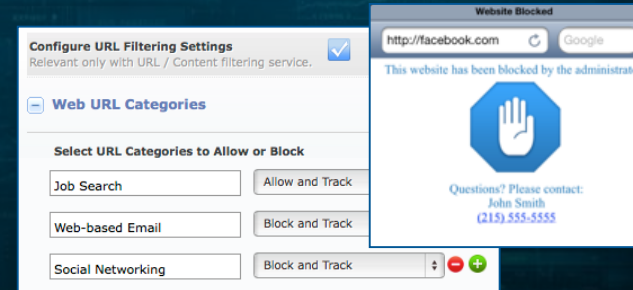 Configure URL Filtering Settings
Relevant only with URL / Content filtering service.
Web URL Categories
Select URL Categories to Allow or Block
Job Search
Allow and Track
Web-based Email
Block and Track
Social Networking
Block and Track
Website Blocked
http://facebook.com
Google
This website has been blocked by the administrat
Questions? Please contact:
John Smith
(215) 555-5555